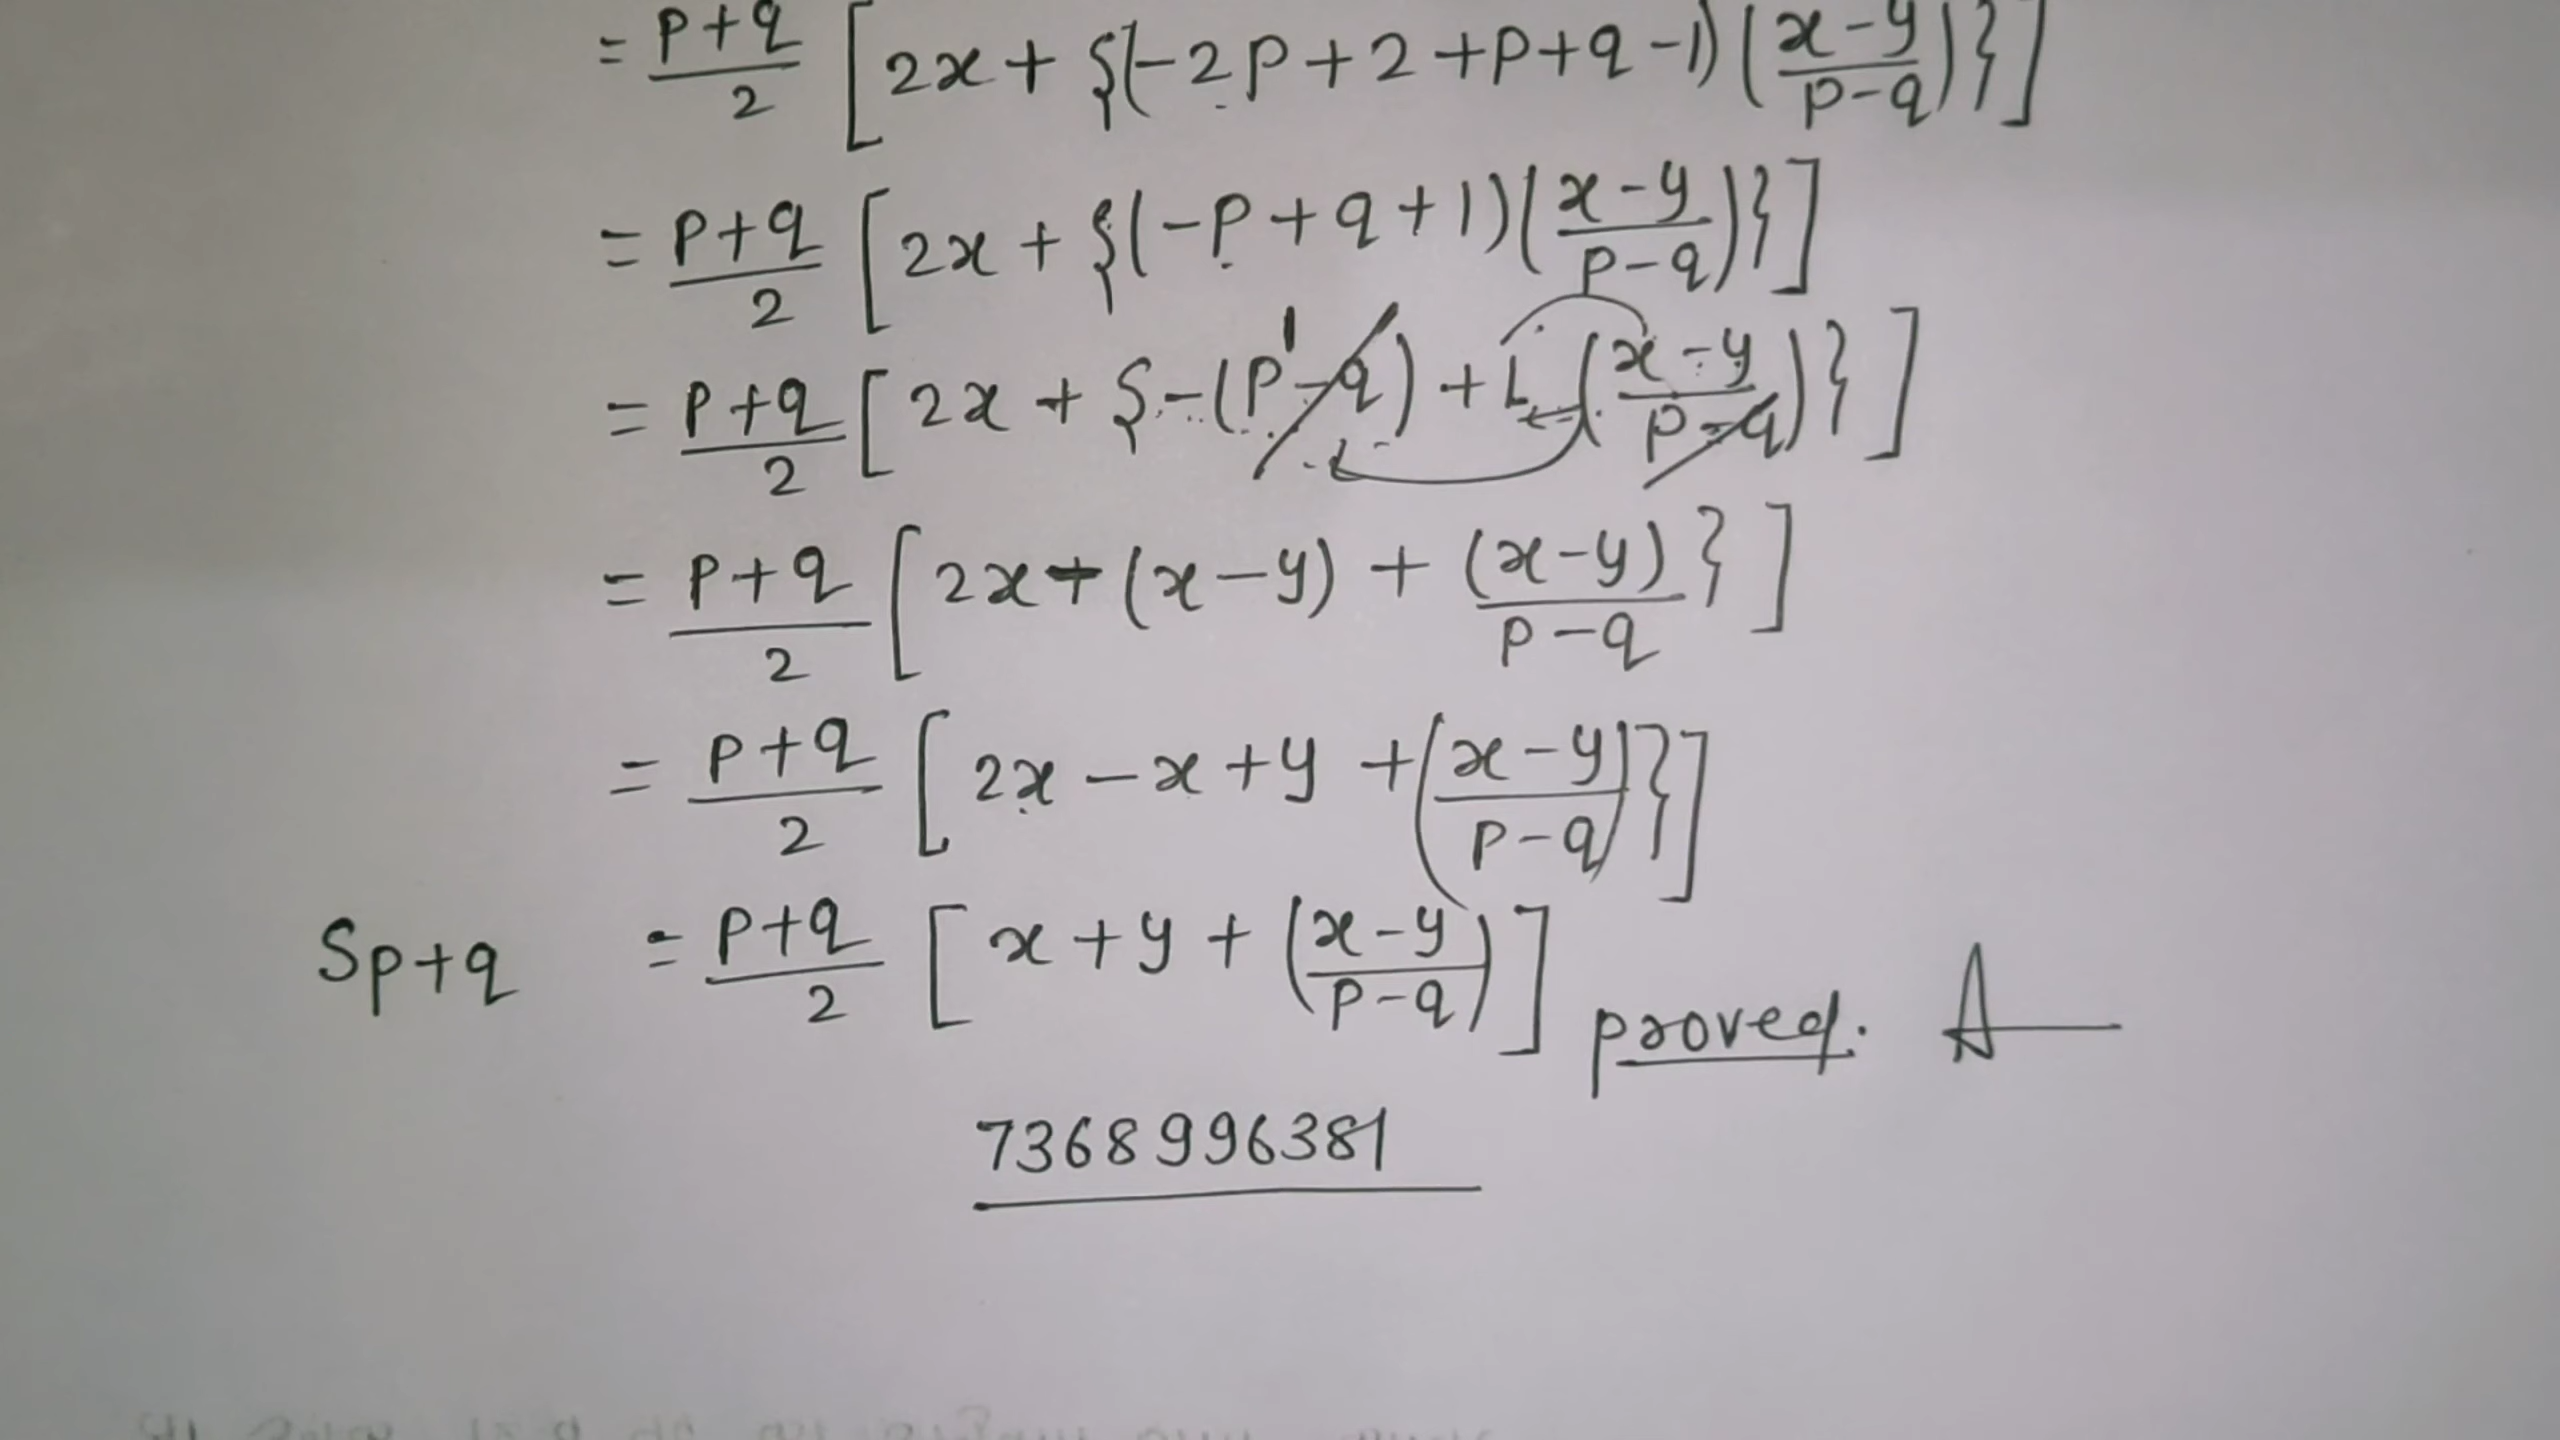 = p+q/2 [2x + {(-2p+2+p+q-1)(x-y/p-q)}]
= p+q/2 [2x + {(-p+q+1)(x-y/p-q)}]
= p+q/2 [2x + {-(p-q)+1(x-y/p-q)}]
= p+q/2 [2x-(x-y) + (x-y)/p-q}]
= p+q/2 [2x-x+y+(x-y/p-q)}]
Sp+q = p+q/2 [x+y+(x-y/p-q)] proved. A
7368996381